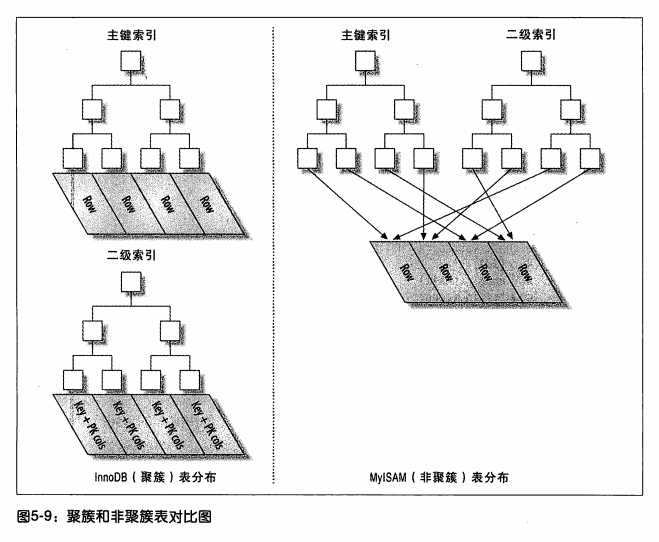 主键索引
Row Row Row Row
二级索引
Key + PK cols Key + PK cols Key + PK cols Key + PK cols
InnoDB（聚簇）表分布
主键索引
二级索引
Row Row Row Row
MyISAM（非聚簇）表分布
图5-9：聚簇和非聚簇表对比图